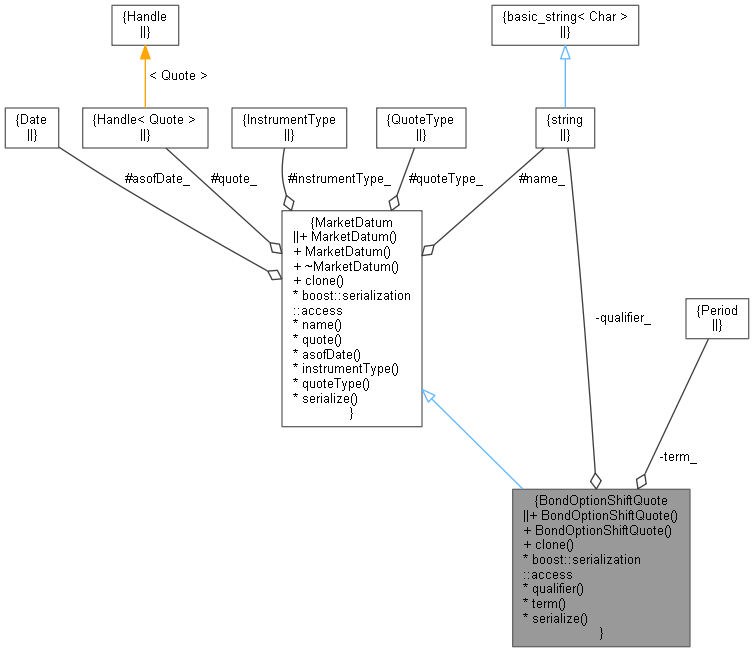 {Handle
||}
{basic_string< Char >
||}
< Quote >
{Date
||}
{Handle< Quote >
||}
{InstrumentType
||}
{QuoteType
||}
{string
||}
#asofDate_
#quote_
#instrumentType_
#quoteType_
#name_
{MarketDatum
||+ MarketDatum()
+ MarketDatum()
+ ~MarketDatum()
+ clone()
* boost::serialization
::access
* name()
* quote()
* asofDate()
* instrumentType()
* quoteType()
* serialize()
}
-qualifier_
{Period
||}
-term_
{BondOptionShiftQuote
||+ BondOptionShiftQuote()
+ BondOptionShiftQuote()
+ clone()
* boost::serialization
::access
* qualifier()
* term()
* serialize()
}